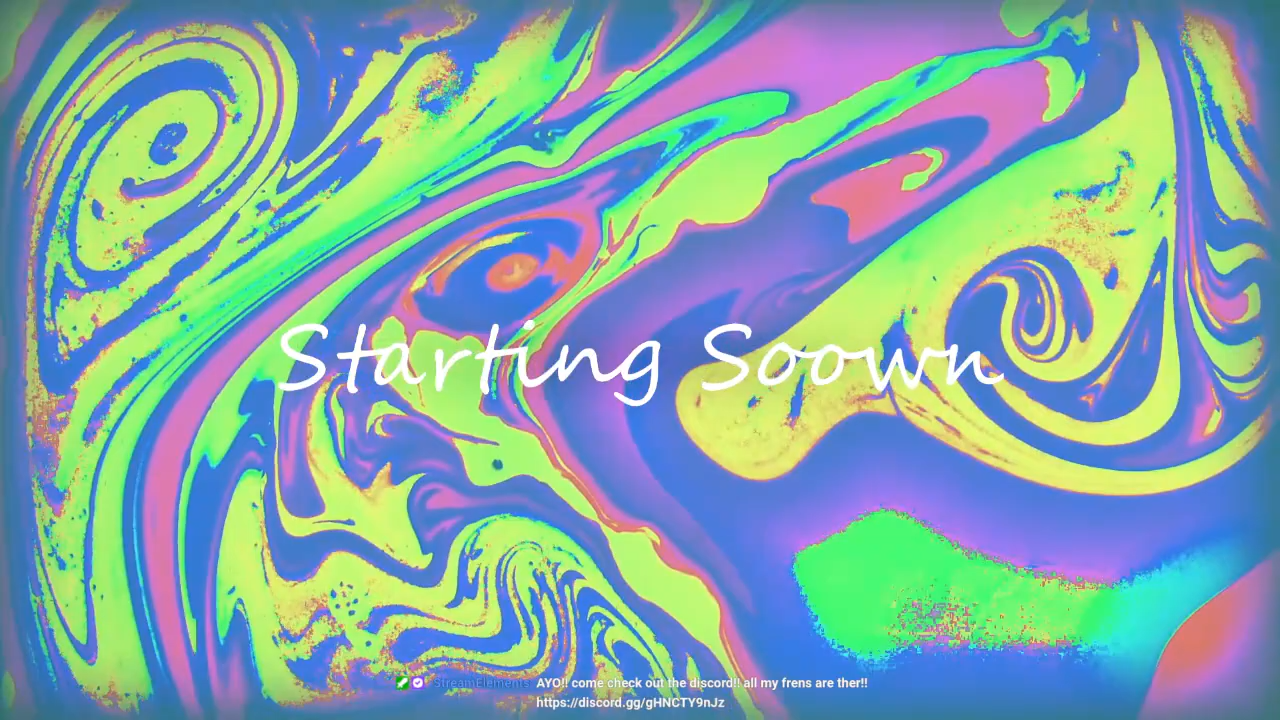 Starting Soown
StreamElements: AYO!! come check out the discord!! all my frens are ther!!
https://discord.gg/gHNCTY9nJz